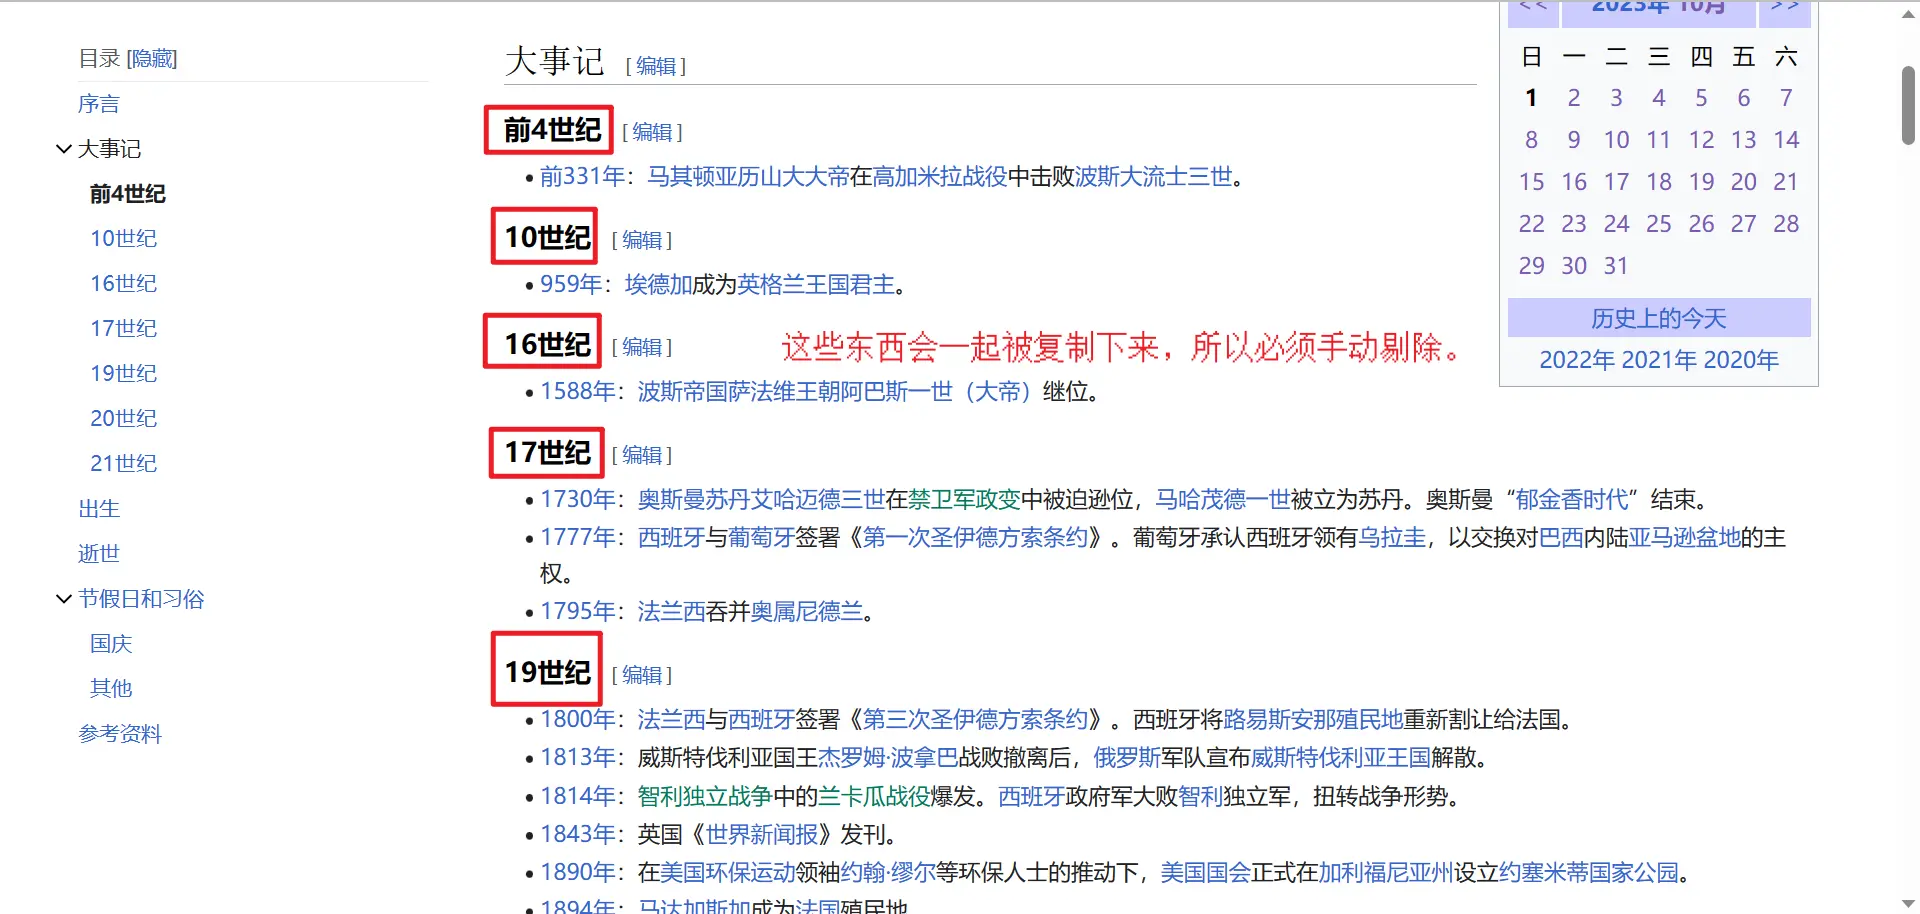 目录 [隐藏]
序言
大事记
前4世纪
10世纪
16世纪
17世纪
19世纪
20世纪
21世纪
出生
逝世
节假日和习俗
国庆
其他
参考资料
大事记 [编辑]
前4世纪 [编辑]
前331年：马其顿亚历山大大帝在高加米拉战役中击败波斯大流士三世。
10世纪 [编辑]
959年：埃德加成为英格兰王国君主。
16世纪 [编辑]
这些东西会一起被复制下来，所以必须手动剔除。
1588年：波斯帝国萨法维王朝阿巴斯一世（大帝）继位。
17世纪 [编辑]
1730年：奥斯曼苏丹艾哈迈德三世在禁卫军政变中被迫逊位，马哈茂德一世被立为苏丹。奥斯曼“郁金香时代”结束。
1777年：西班牙与葡萄牙签署《第一次圣伊德方索条约》。葡萄牙承认西班牙领有乌拉圭，以交换对巴西内陆亚马逊盆地的主
权。
1795年：法兰西吞并奥属尼德兰。
19世纪 [编辑]
1800年：法兰西与西班牙签署《第三次圣伊德方索条约》。西班牙将路易斯安那殖民地重新割让给法国。
1813年：威斯特伐利亚国王杰罗姆·波拿巴战败撤离后，俄罗斯军队宣布威斯特伐利亚王国解散。
1814年：智利独立战争中的兰卡瓜战役爆发。西班牙政府军大败智利独立军，扭转战争形势。
1843年：英国《世界新闻报》发刊。
1890年：在美国环保运动领袖约翰·缪尔等环保人士的推动下，美国国会正式在加利福尼亚州设立约塞米蒂国家公园。
1894年：马达加斯加成为法国殖民地
<< 2023年 10月 >>
日 一 二 三 四 五 六
1 2 3 4 5 6 7
8 9 10 11 12 13 14
15 16 17 18 19 20 21
22 23 24 25 26 27 28
29 30 31
历史上的今天
2022年 2021年 2020年